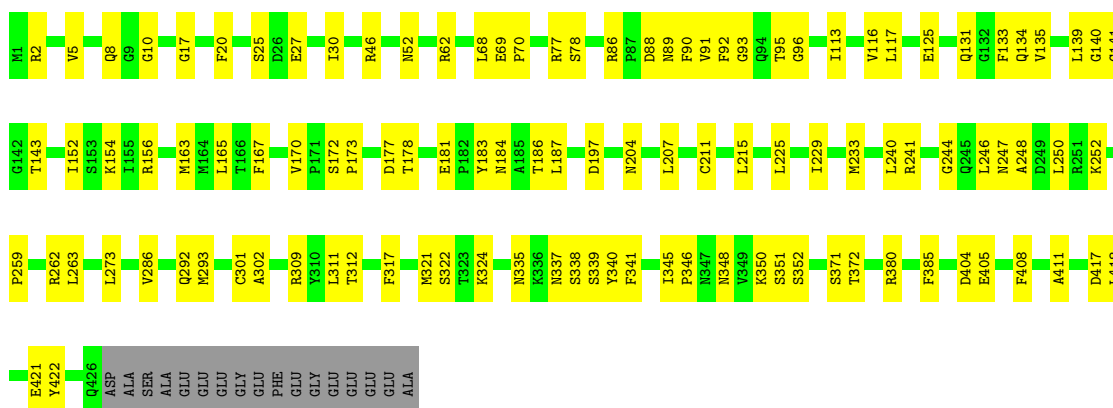 M1 R2 V5 Q8 G9 G10 G17 F20 S25 D26 E27 I30 R46 N52 R62 L68 E69 P70 R77 S78 R86 P87 D88 N89 F90 V91 F92 G93 Q94 T95 G96 I113 V116 L117 E125 Q131 G132 F133 Q134 V135 L139 G140
G142 T143 I152 S153 K154 I155 R156 M163 M164 L165 T166 F167 V170 P171 S172 P173 D177 T178 E181 P182 Y183 N184 A185 T186 L187 D197 N204 L207 C211 L215 L225 I229 M233 L240 R241 G244 Q245 L246 N247 A248 D249 L250 R251 K252
P259 R262 L263 L273 V286 Q292 M293 C301 A302 R309 Y310 L311 T312 F317 M321 S322 T323 K324 N335 K336 N337 S338 S339 Y340 F341 I345 P346 N347 N348 V349 K350 S351 S352 S371 T372 R380 F385 D404 E405 F408 A411 D417
E421 Y422 Q426 ASP ALA SER ALA GLU GLU GLU GLY GLU PHE GLU GLY GLU GLU GLU GLU ALA